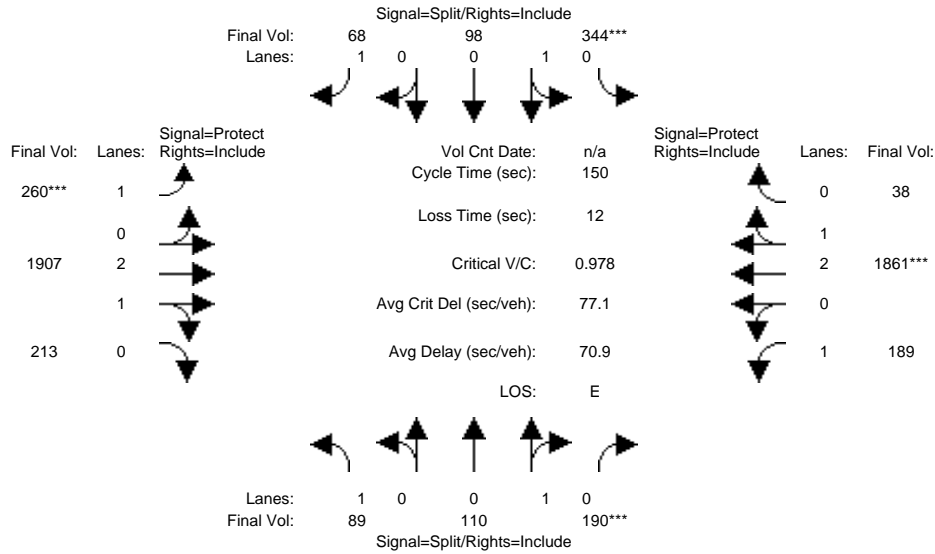 Signal=Split/Rights=Include
Final Vol: 68 98 344***
Lanes: 1 0 0 1 0
Signal=Protect Signal=Protect
Final Vol: Lanes: Rights=Include Vol Cnt Date: n/a Rights=Include Lanes: Final Vol:
Cycle Time (sec): 150
260*** 1 0 38
Loss Time (sec): 12
0 1
1907 2 Critical V/C: 0.978 2 1861***
1 Avg Crit Del (sec/veh): 77.1 0
213 0 Avg Delay (sec/veh): 70.9 1 189
LOS: E
Lanes: 1 0 0 1 0
Final Vol: 89 110 190***
Signal=Split/Rights=Include